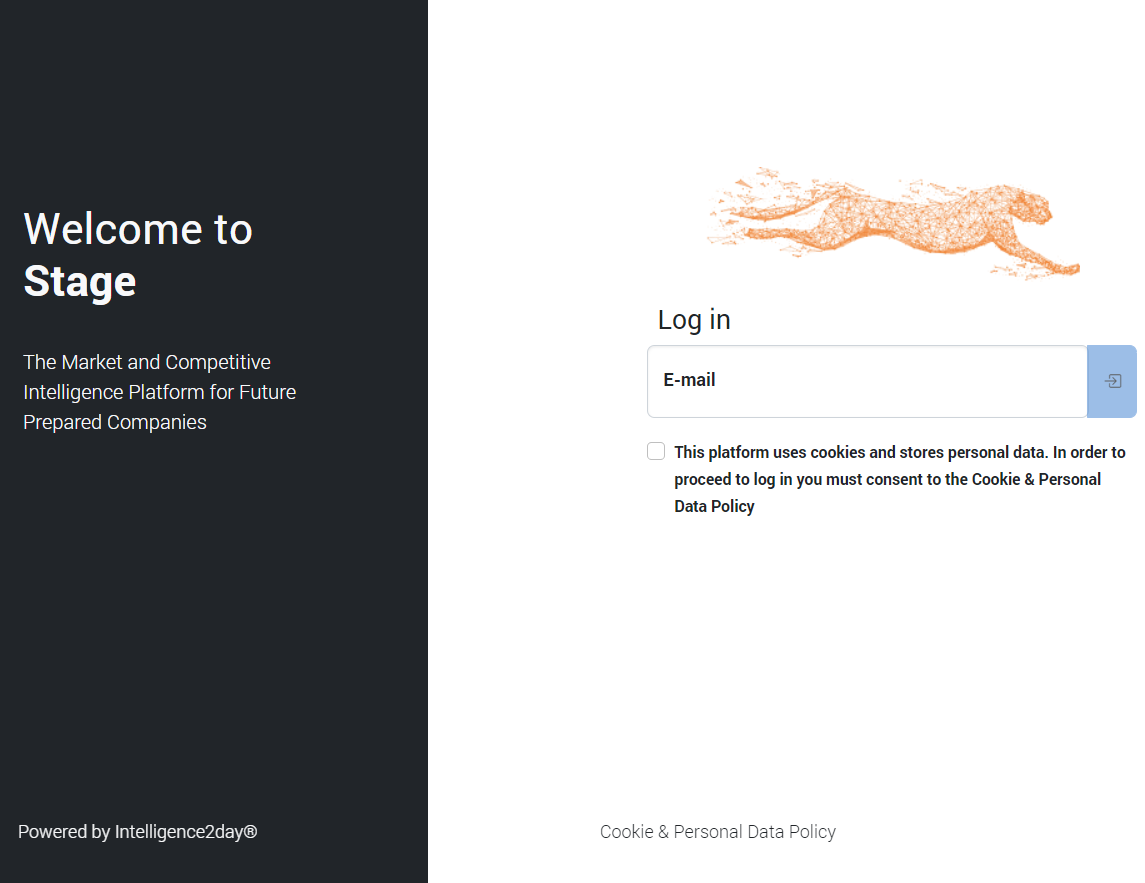 Welcome to
Stage
The Market and Competitive
Intelligence Platform for Future
Prepared Companies
Powered by Intelligence2day®
Log in
E-mail
This platform uses cookies and stores personal data. In order to
proceed to log in you must consent to the Cookie & Personal
Data Policy
Cookie & Personal Data Policy